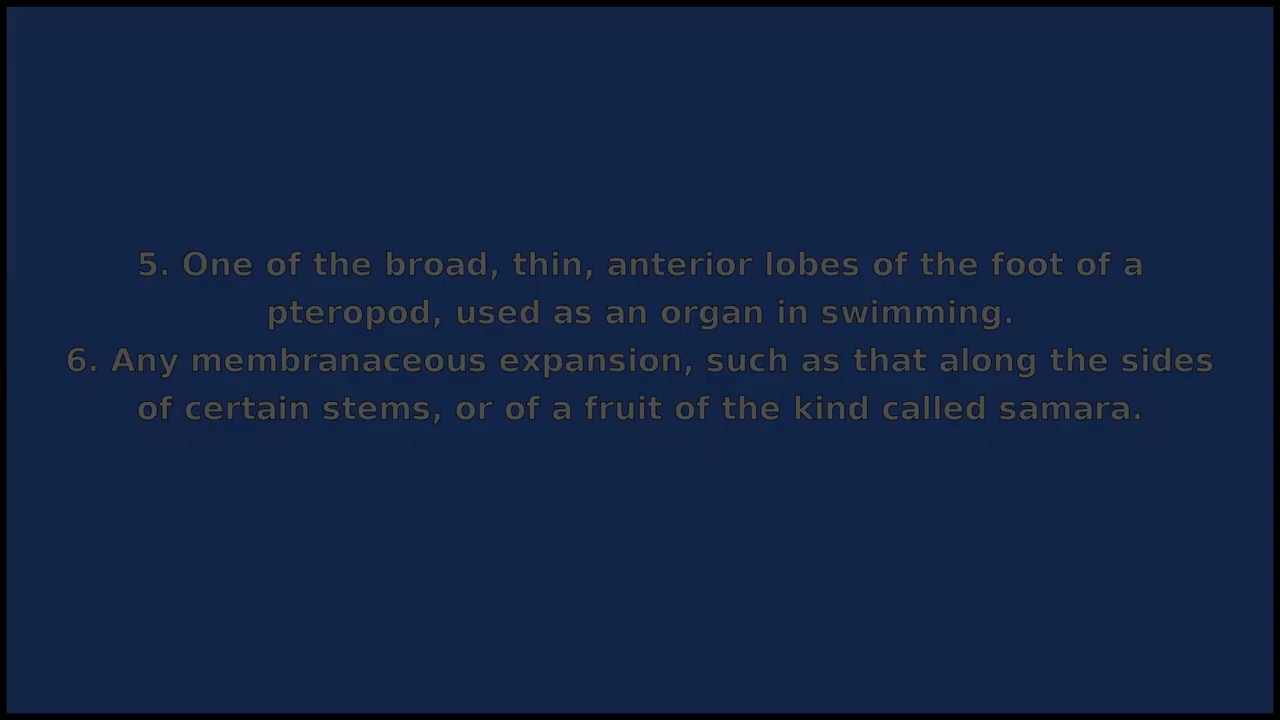 5. One of the broad, thin, anterior lobes of the foot of a
pteropod, used as an organ in swimming.
6. Any membranaceous expansion, such as that along the sides
of certain stems, or of a fruit of the kind called samara.